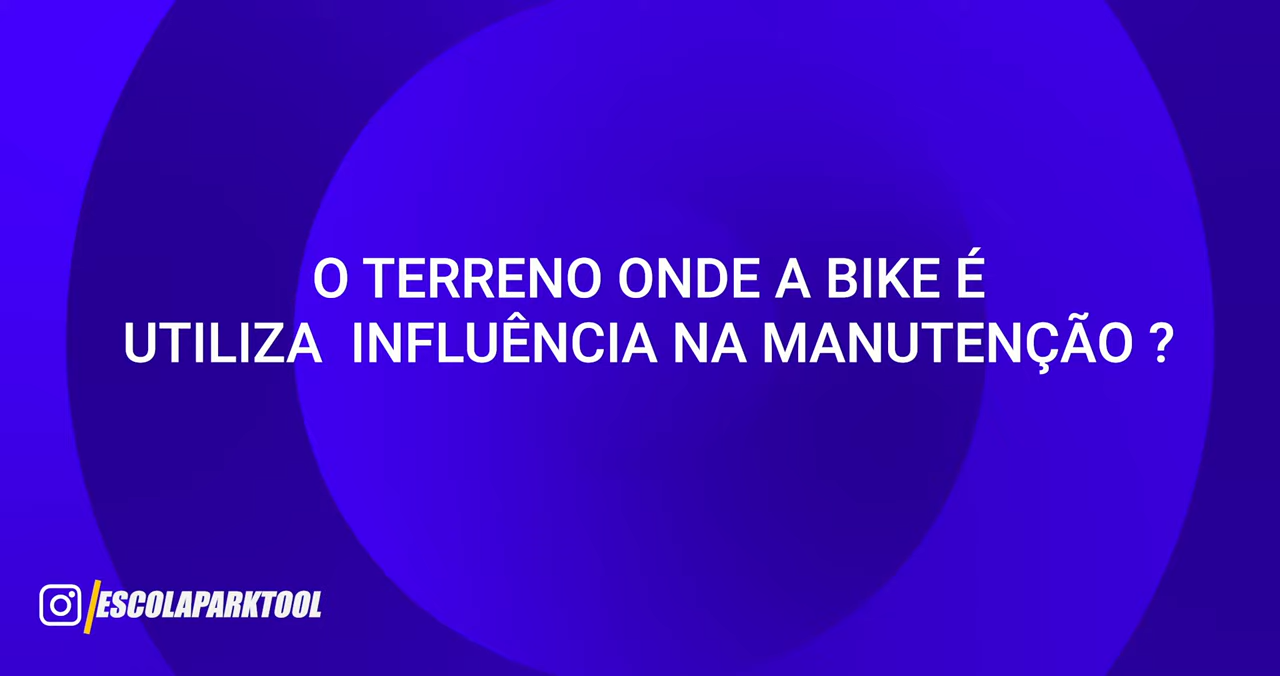 O TERRENO ONDE A BIKE É
UTILIZA INFLUÊNCIA NA MANUTENÇÃO ?
/ESCOLAPARKTOOL